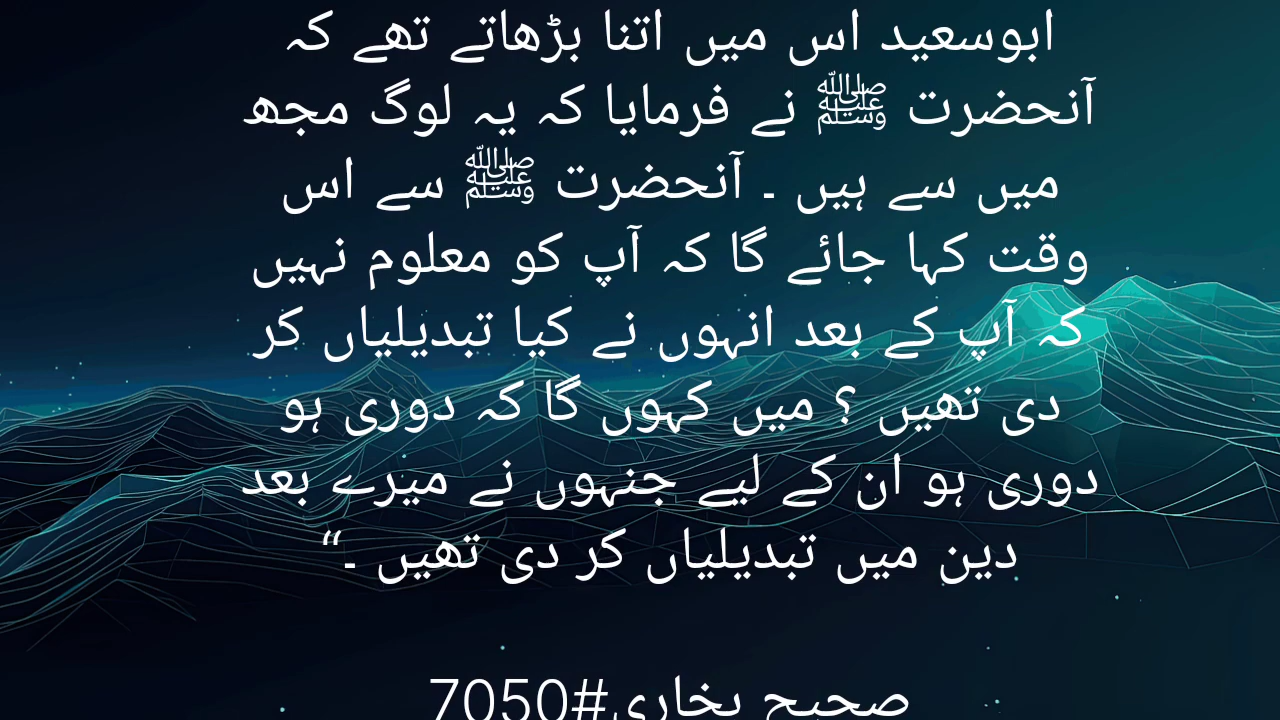 ابوسعید اس میں اتنا بڑھاتے تھے کہ
آنحضرت ﷺ نے فرمایا کہ یہ لوگ مجھ
میں سے ہیں ۔ آنحضرت ﷺ سے اس
وقت کہا جائے گا کہ آپ کو معلوم نہیں
کہ آپ کے بعد انہوں نے کیا تبدیلیاں کر
دی تھیں ؟ میں کہوں گا کہ دوری ہو
دوری ہو ان کے لیے جنہوں نے میرے بعد
دین میں تبدیلیاں کر دی تھیں ۔“
صحیح بخاری#7050